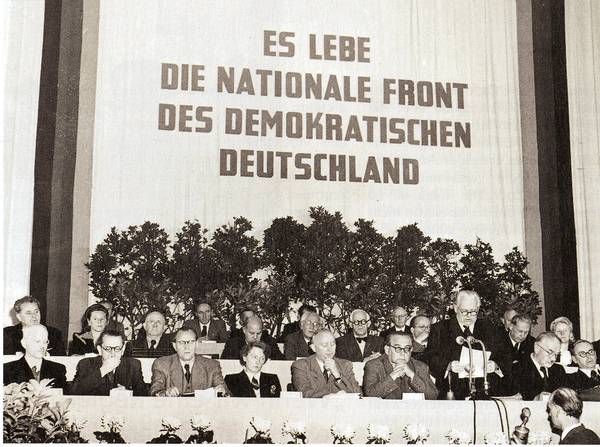 ES LEBE
DIE NATIONALE FRONT
DES DEMOKRATISCHEN
DEUTSCHLAND